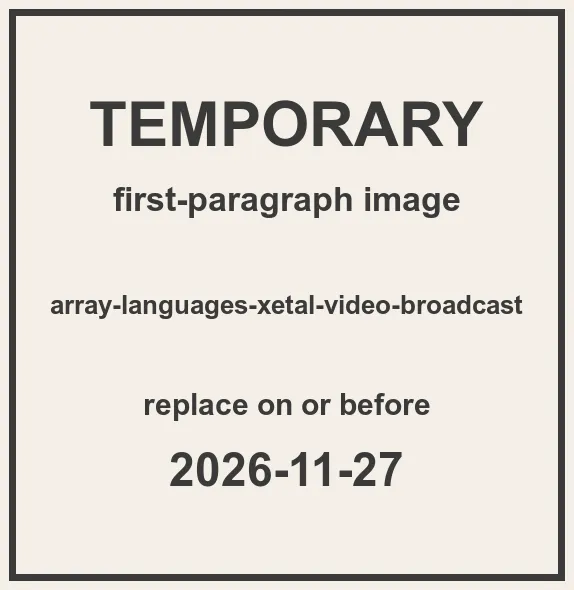 TEMPORARY
first-paragraph image
array-languages-xetal-video-broadcast
replace on or before
2026-11-27